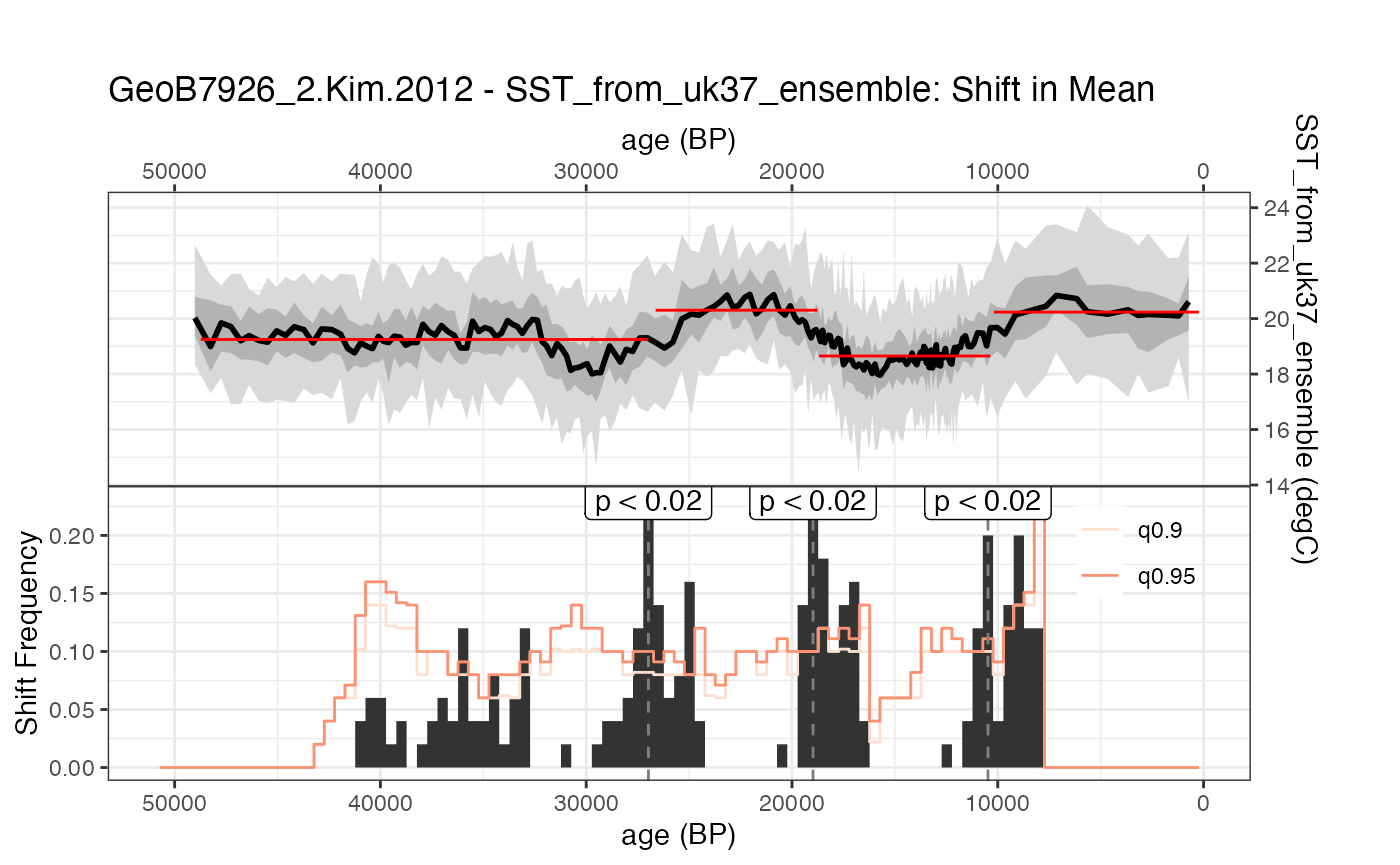 GeoB7926_2.Kim.2012 - SST_from_uk37_ensemble: Shift in Mean
age (BP)
50000 40000 30000 20000 10000 0
24
22
20
18
16
14
SST_from_uk37_ensemble (degC)
p < 0.02 p < 0.02 p < 0.02
q0.9
q0.95
Shift Frequency
0.20
0.15
0.10
0.05
0.00
50000 40000 30000 20000 10000 0
age (BP)